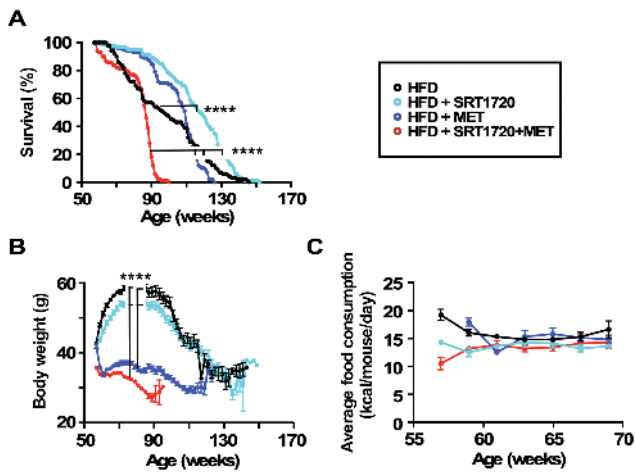 A
100
80
60
40
20
0
Survival (%)
****
****
50 90 130 170
Age (weeks)
HFD
HFD + SRT1720
HFD + MET
HFD + SRT1720+MET
B
60
40
20
Body weight (g)
****
50 90 130 170
Age (weeks)
C
25
20
15
10
5
0
Average food consumption
(kcal/mouse/day)
55 60 65 70
Age (weeks)